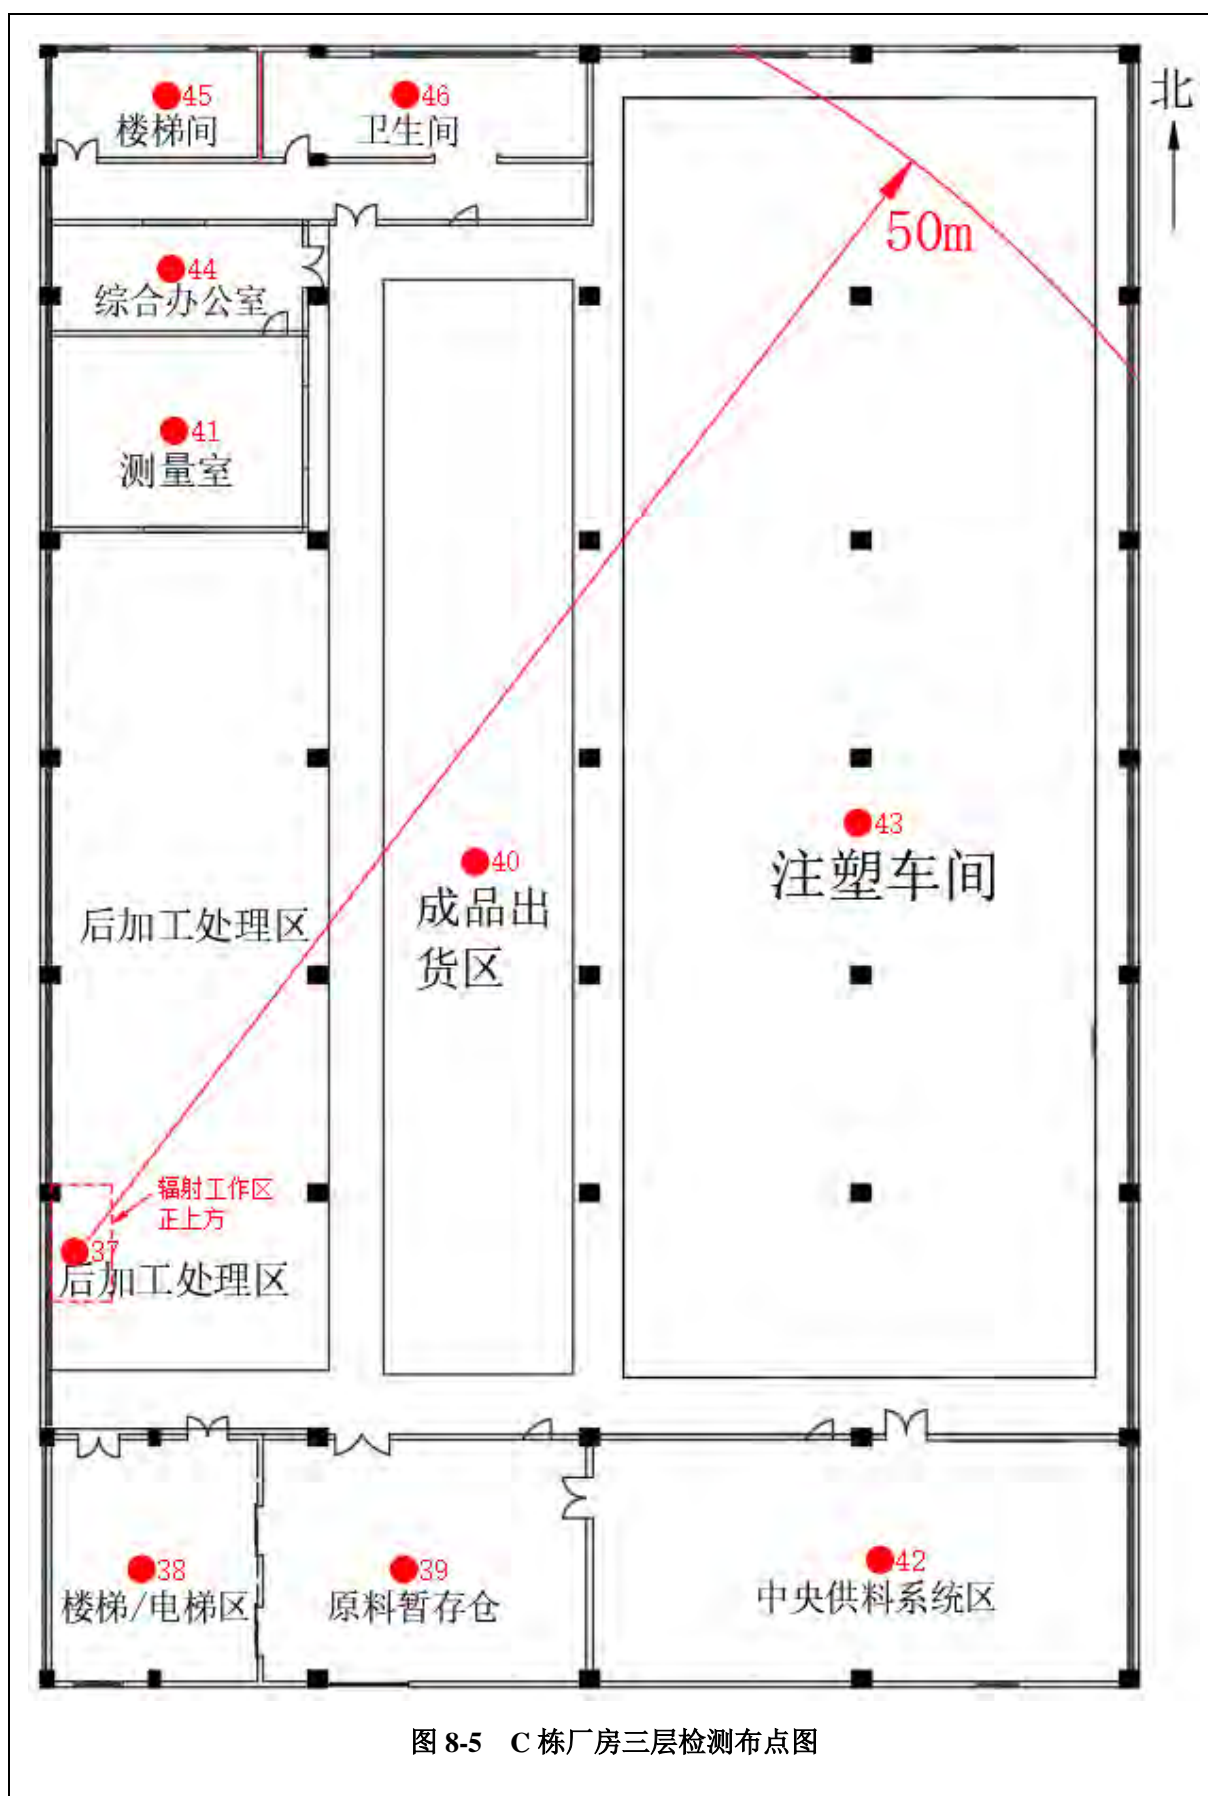 45
楼梯间
46
卫生间
北
50m
44
综合办公室
41
测量室
43
注塑车间
40
成品出
货区
后加工处理区
辐射工作区
正上方
37
后加工处理区
38
楼梯/电梯区
39
原料暂存仓
42
中央供料系统区
图 8-5 C 栋厂房三层检测布点图